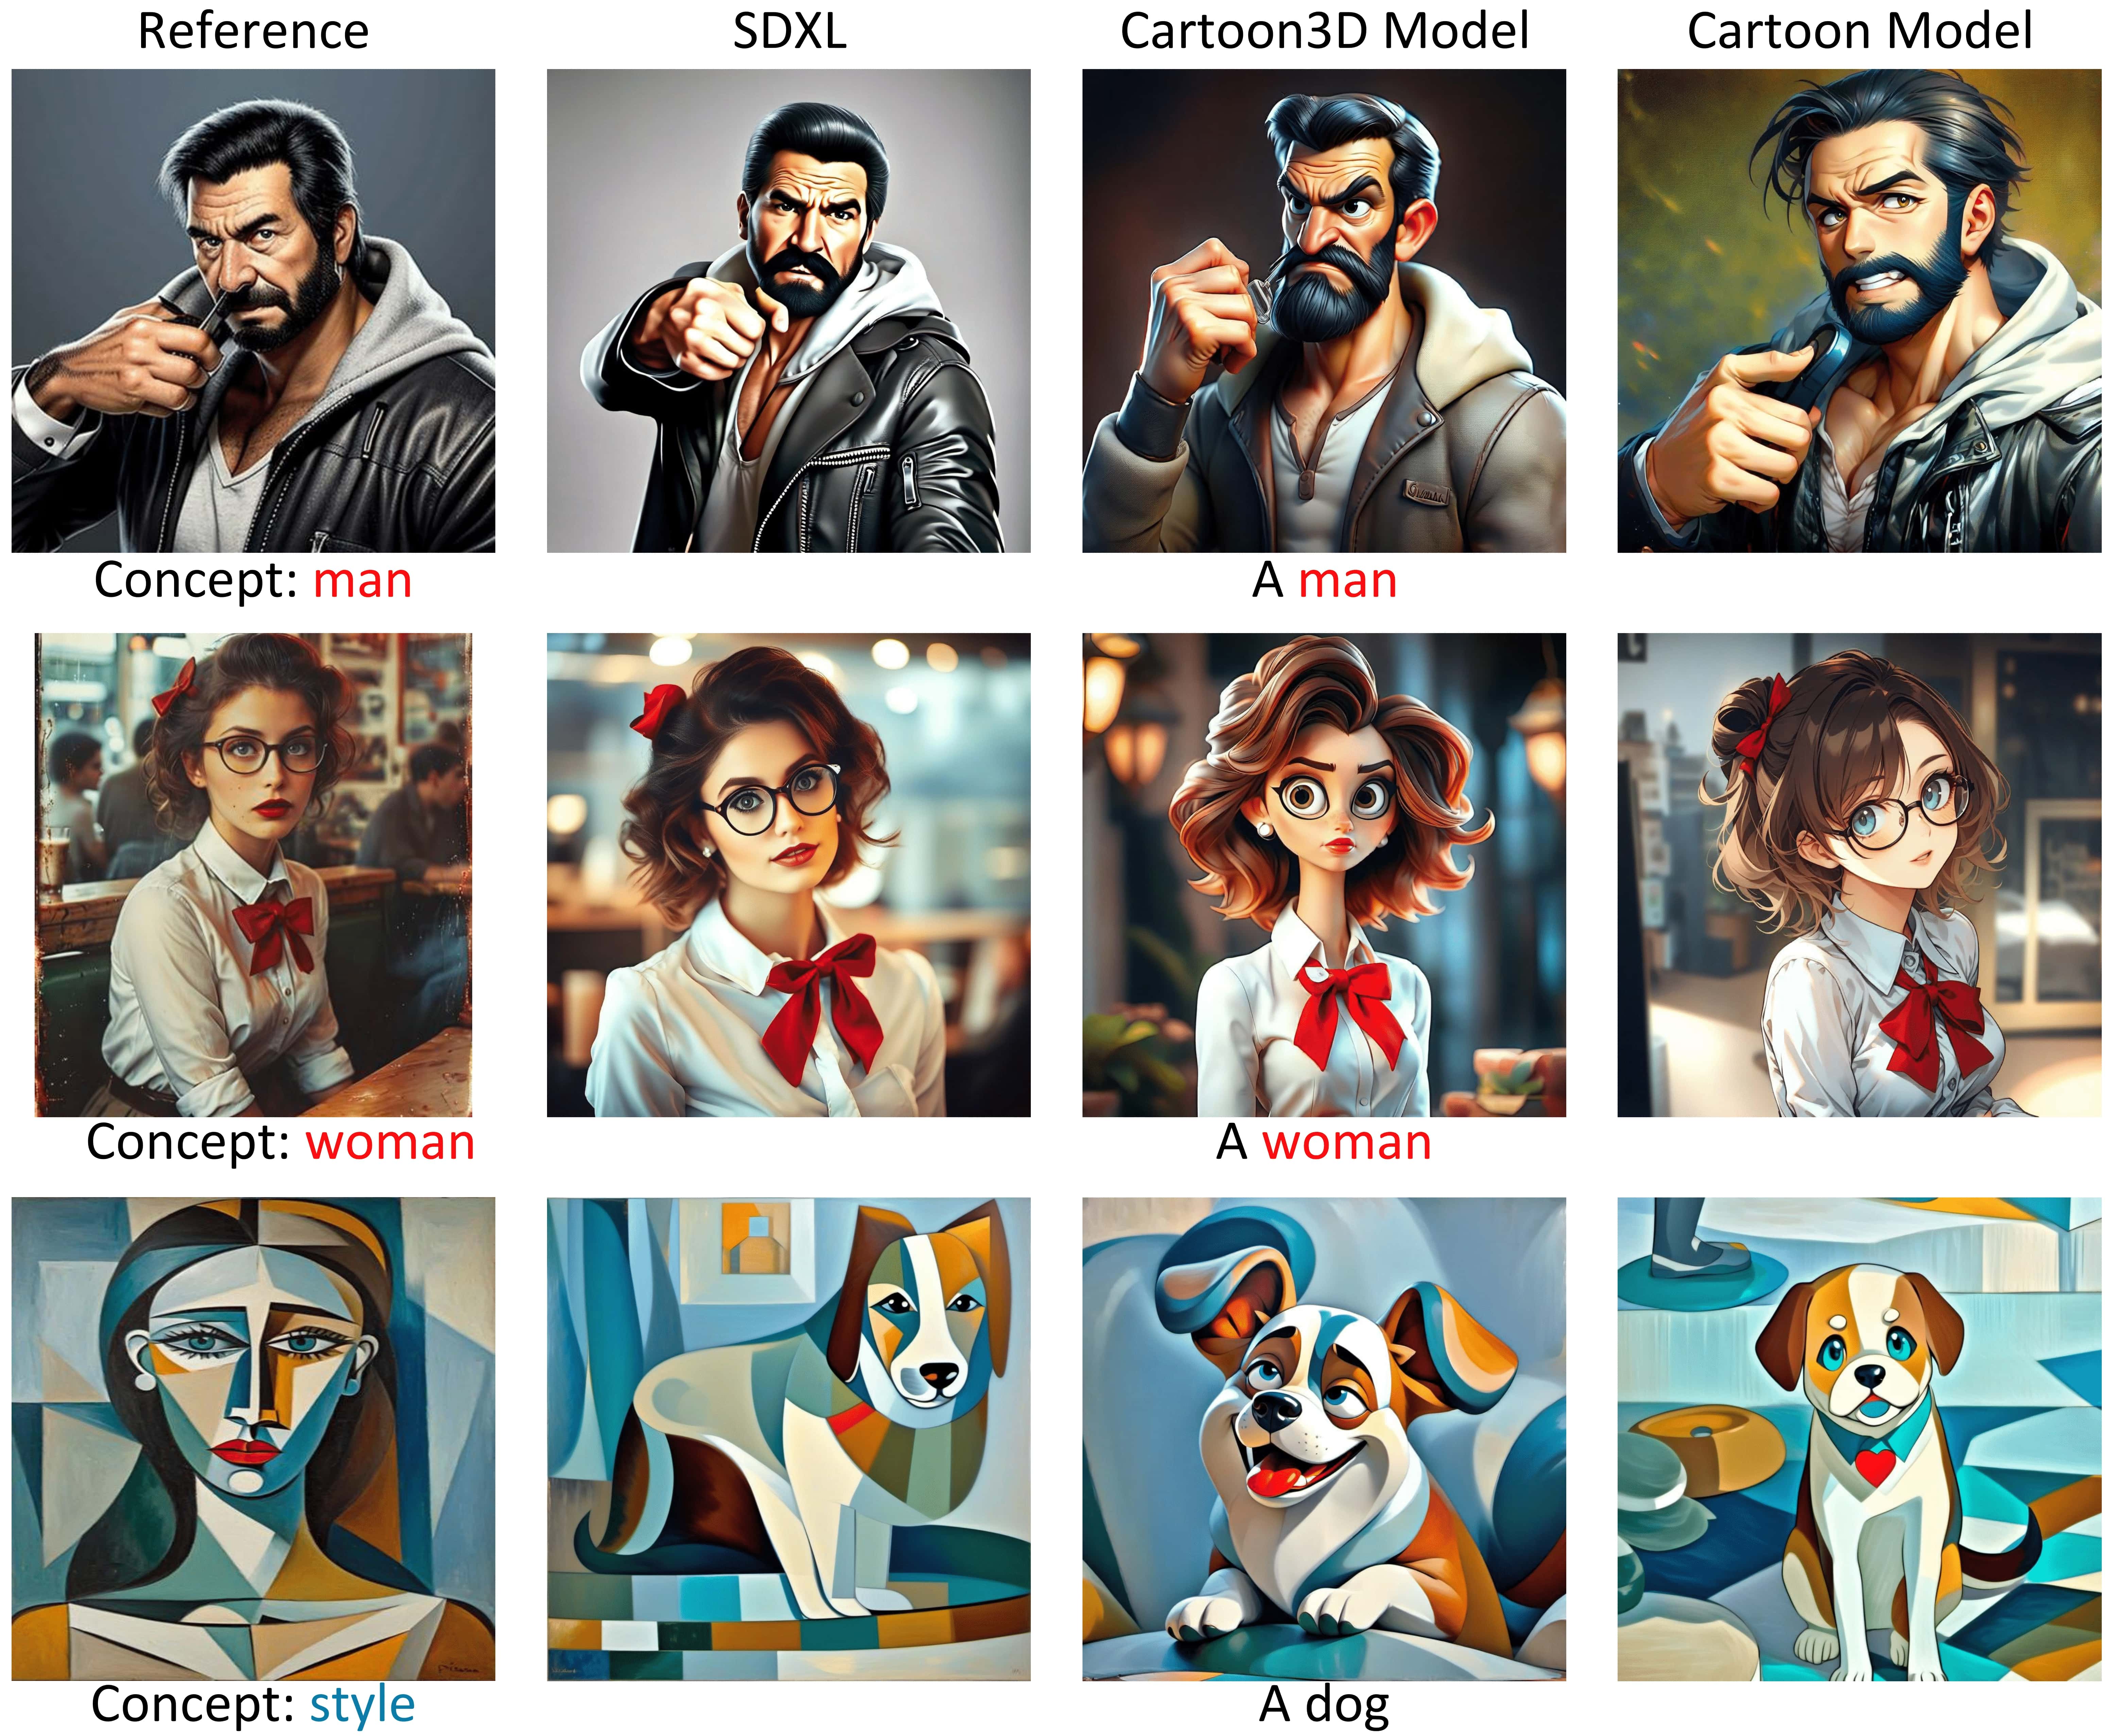 Reference SDXL Cartoon3D Model Cartoon Model
Concept: man A man
Concept: woman A woman
Concept: style A dog